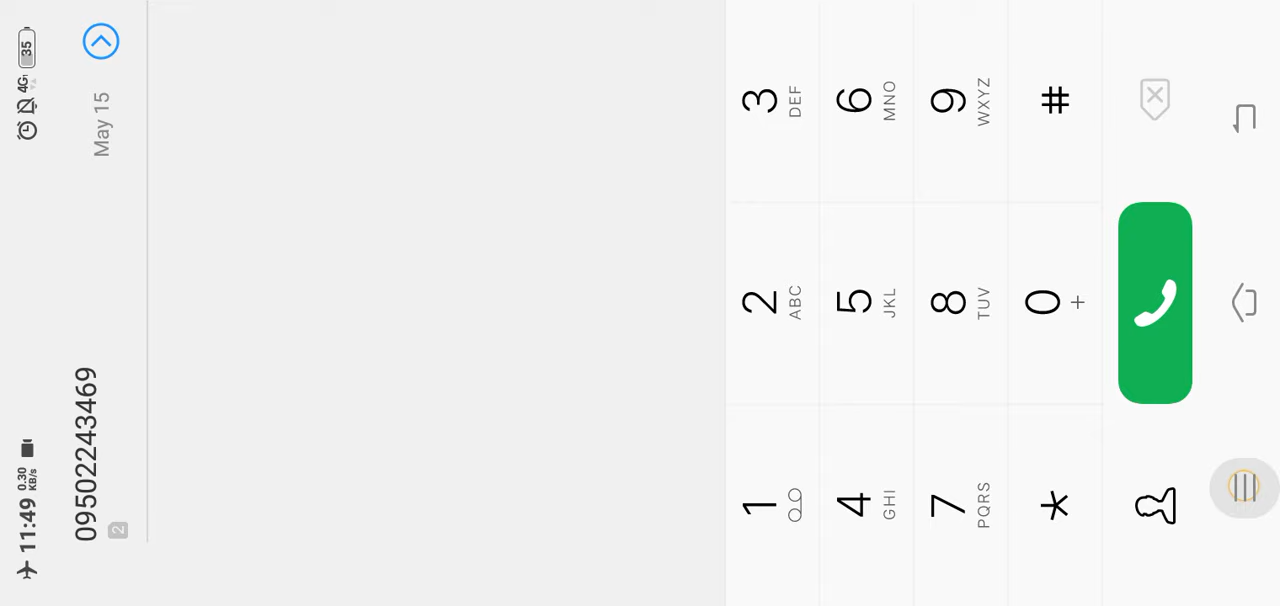 11:49 0.30 KB/s 4G 35
09502243469 May 15
2
1 2 ABC 3 DEF
4 GHI 5 JKL 6 MNO
7 PQRS 8 TUV 9 WXYZ
* 0 + #